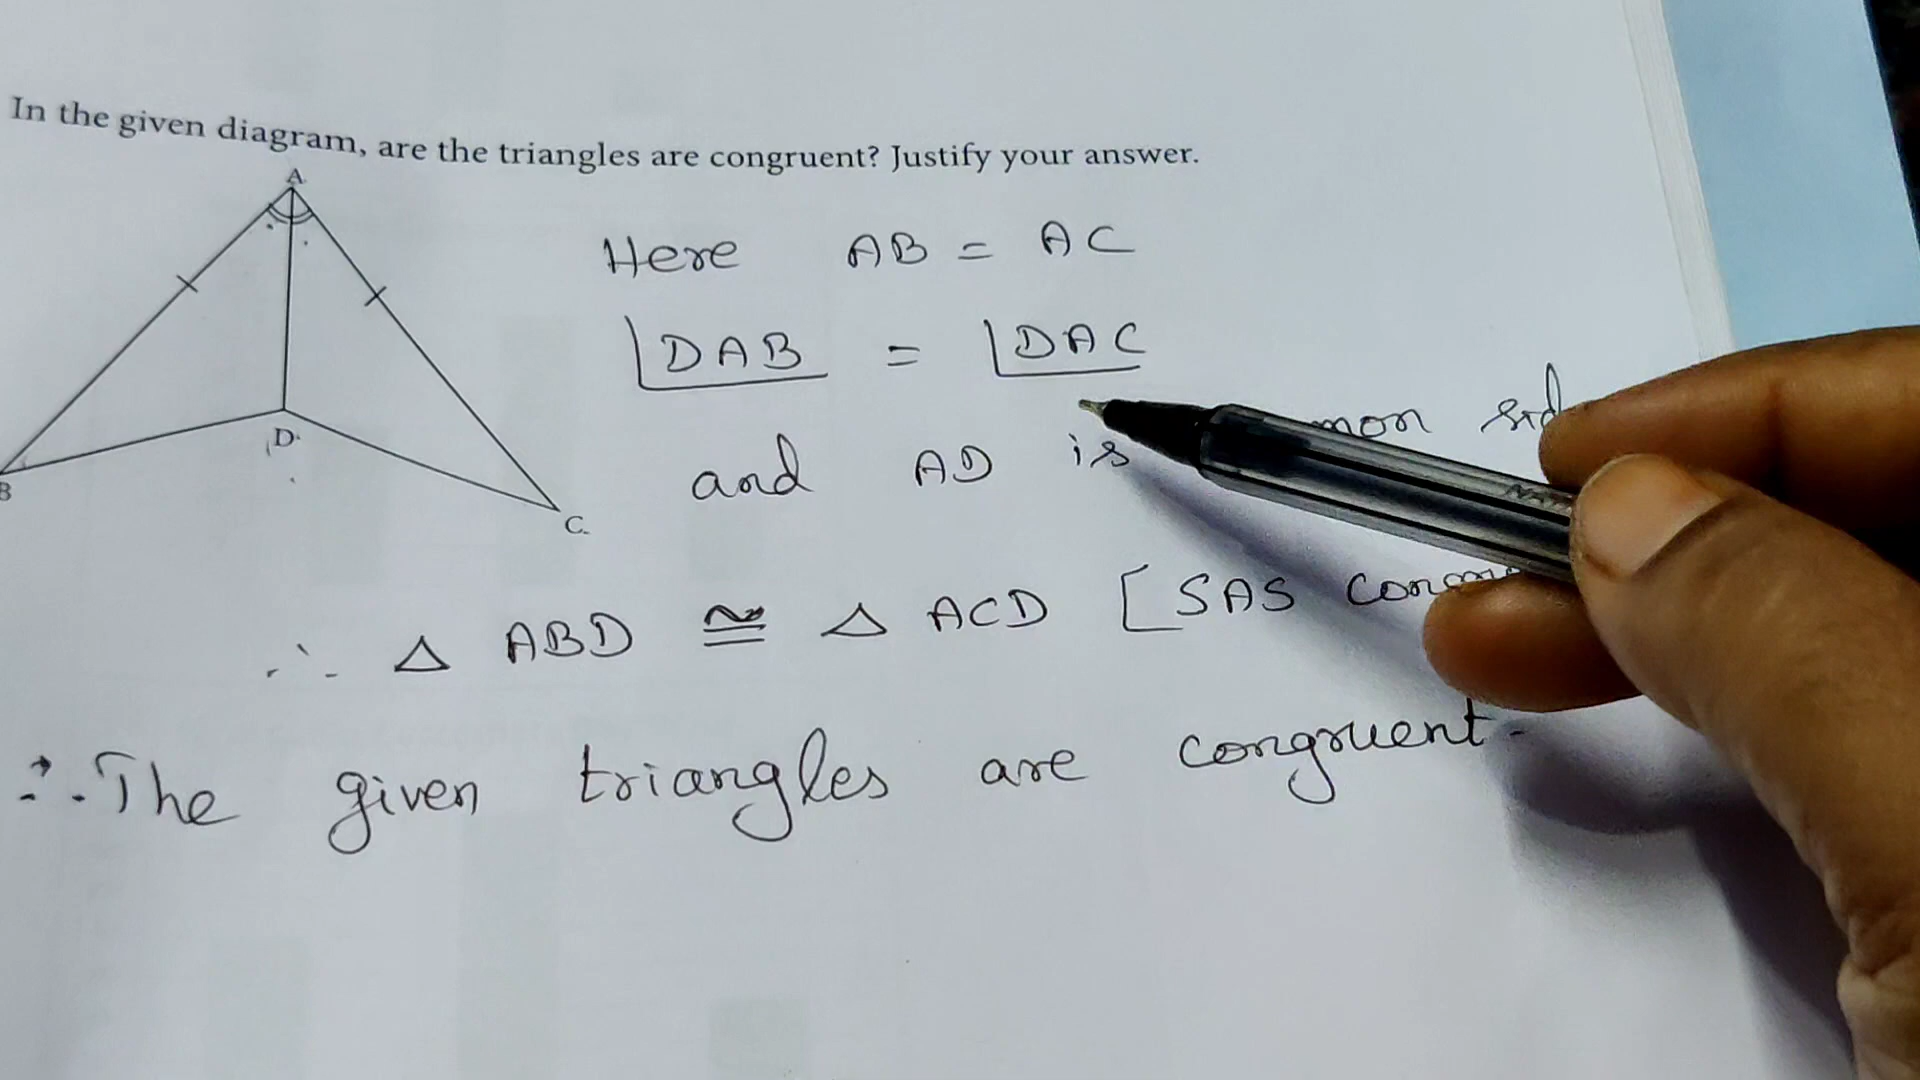 In the given diagram, are the triangles are congruent? Justify your answer.
A
B
D
C
Here AB = AC
∠DAB = ∠DAC
and AD is
∴ △ ABD ≅ △ ACD [SAS
∴ The given triangles are congruent.